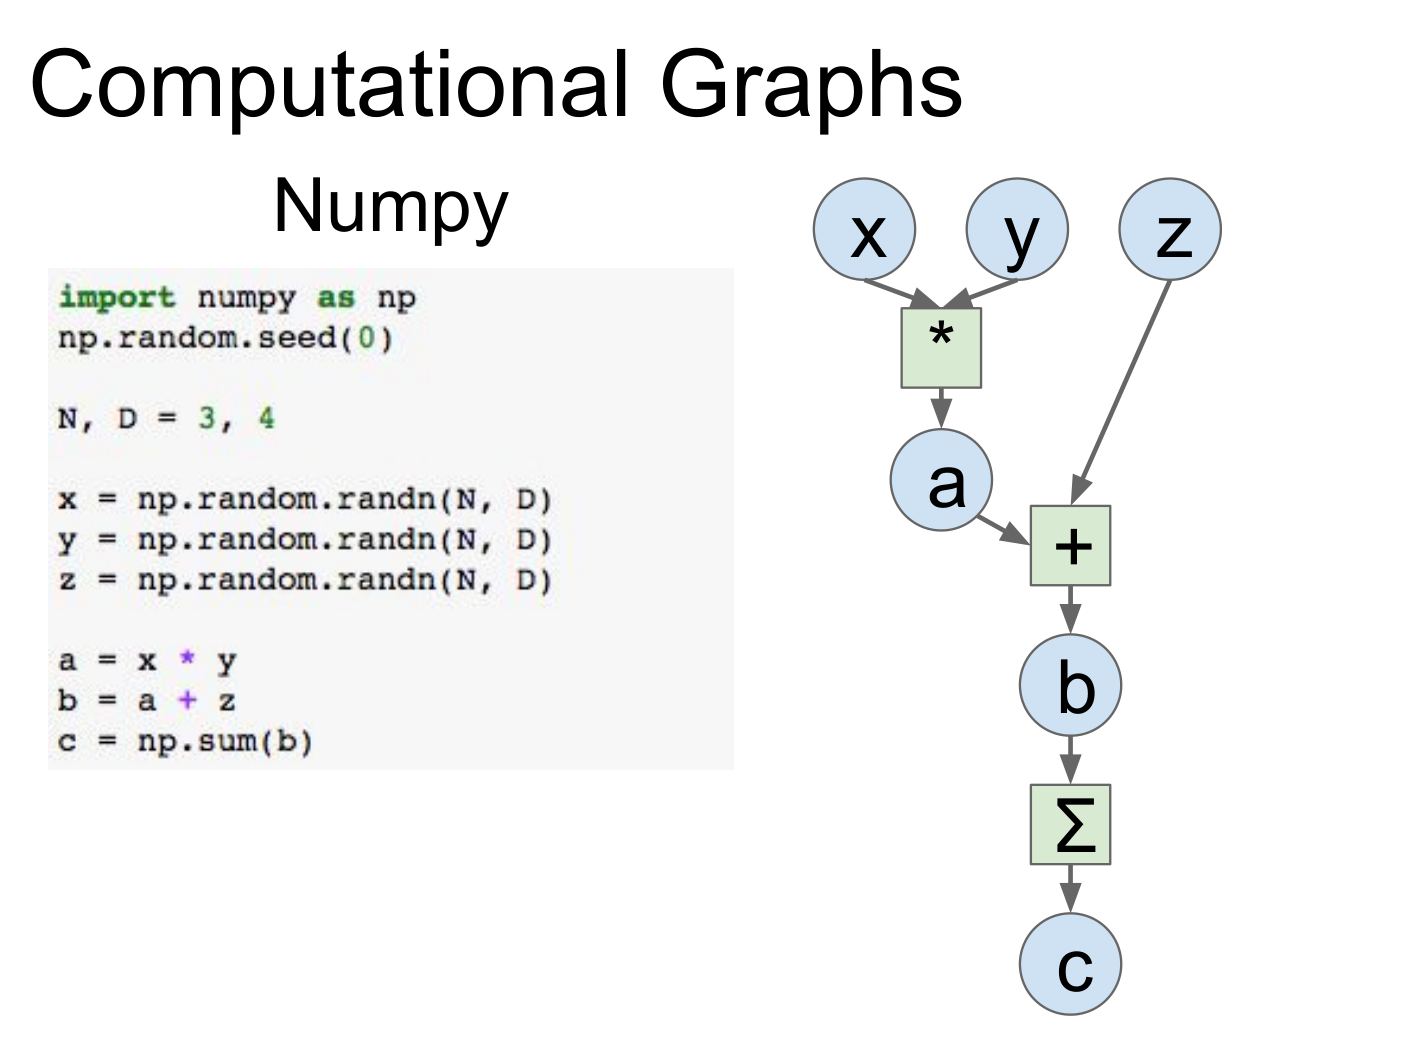 Computational Graphs
Numpy
import numpy as np
np.random.seed(0)
N, D = 3, 4
x = np.random.randn(N, D)
y = np.random.randn(N, D)
z = np.random.randn(N, D)
a = x * y
b = a + z
c = np.sum(b)
x y z
*
a
+
b
Σ
c